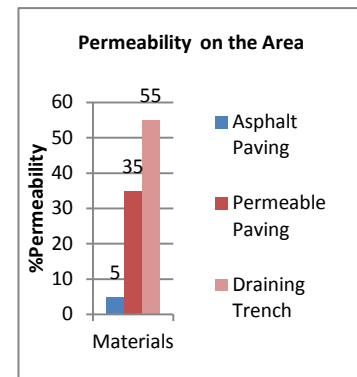 Permeability on the Area
%Permeability
60
50
40
30
20
10
0
5
35
55
Materials
Asphalt
Paving
Permeable
Paving
Draining
Trench